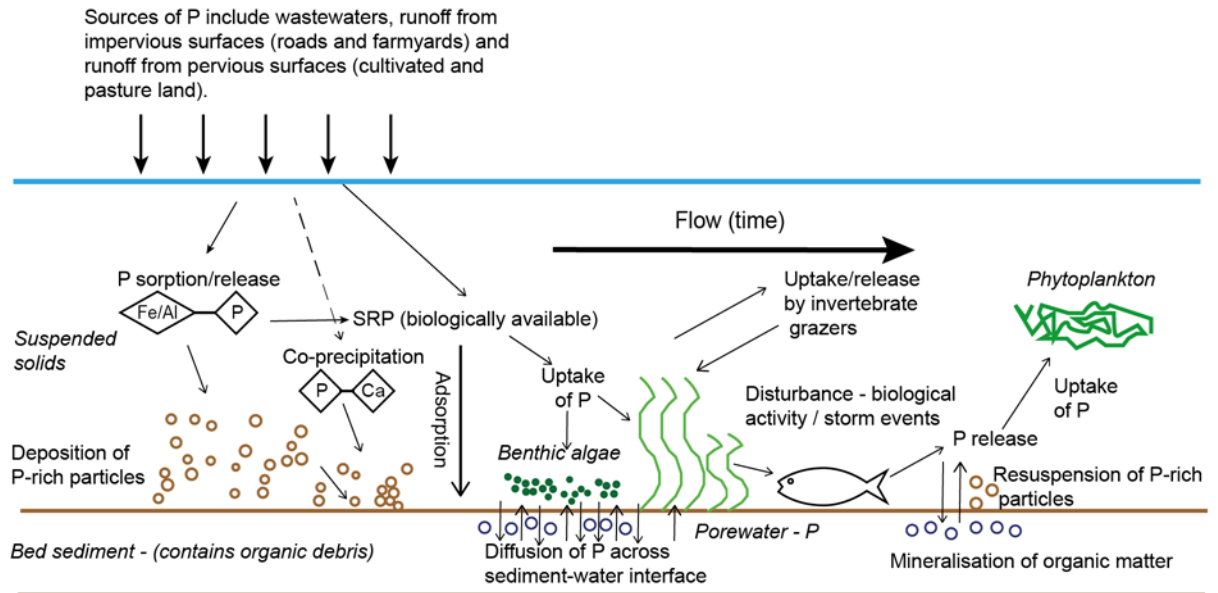 Sources of P include wastewaters, runoff from
impervious surfaces (roads and farmyards) and
runoff from pervious surfaces (cultivated and
pasture land).
Flow (time)
P sorption/release
Fe/Al
P
Suspended
solids
SRP (biologically available)
Co-precipitation
P
Ca
Adsorption
Deposition of
P-rich particles
Uptake
of P
Benthic algae
Uptake/release
by invertebrate
grazers
Phytoplankton
Disturbance - biological
activity / storm events
Uptake
of P
P release
Resuspension of P-rich
particles
Bed sediment - (contains organic debris)
Diffusion of P across
sediment-water interface
Porewater - P
Mineralisation of organic matter